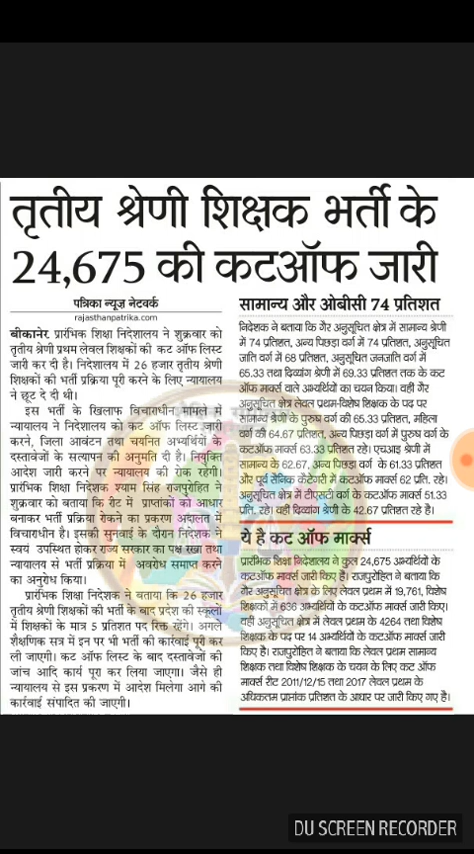 तृतीय श्रेणी शिक्षक भर्ती के
24,675 की कटऑफ जारी
पत्रिका न्यूज़ नेटवर्क
rajasthanpatrika.com
बीकानेर. प्रारंभिक शिक्षा निदेशालय ने शुक्रवार को
तृतीय श्रेणी प्रथम लेवल शिक्षकों की कट ऑफ लिस्ट
जारी कर दी है। निदेशालय में 26 हजार तृतीय श्रेणी
शिक्षकों की भर्ती प्रक्रिया पूरी करने के लिए न्यायालय
ने छूट दे दी थी।
इस भर्ती के खिलाफ विचाराधीन मामले में
न्यायालय ने निदेशालय को कट ऑफ लिस्ट जारी
करने, जिला आवंटन तथा चयनित अभ्यर्थियों के
दस्तावेजों के सत्यापन की अनुमति दी है। नियुक्ति
आदेश जारी करने पर न्यायालय की रोक रहेगी।
प्रारंभिक शिक्षा निदेशक श्याम सिंह राजपुरोहित ने
शुक्रवार को बताया कि रीट में प्राप्तांकों को आधार
बनाकर भर्ती प्रक्रिया रोकने का प्रकरण अदालत में
विचाराधीन है। इसकी सुनवाई के दौरान निदेशक ने
स्वयं उपस्थित होकर राज्य सरकार का पक्ष रखा तथा
न्यायालय से भर्ती प्रक्रिया में अवरोध समाप्त करने
का अनुरोध किया।
प्रारंभिक शिक्षा निदेशक ने बताया कि 26 हजार
तृतीय श्रेणी शिक्षकों की भर्ती के बाद प्रदेश की स्कूलों
में शिक्षकों के मात्र 5 प्रतिशत पद रिक्त रहेंगे। अगले
शैक्षणिक सत्र में इन पर भी भर्ती की कार्रवाई पूरी कर
ली जाएगी। कट ऑफ लिस्ट के बाद दस्तावेजों की
जांच आदि कार्य पूरा कर लिया जाएगा। जैसे ही
न्यायालय से इस प्रकरण में आदेश मिलेगा आगे की
कार्रवाई संपादित की जाएगी।
सामान्य और ओबीसी 74 प्रतिशत
निदेशक ने बताया कि गैर अनुसूचित क्षेत्र में सामान्य श्रेणी
में 74 प्रतिशत, अन्य पिछड़ा वर्ग में 74 प्रतिशत, अनुसूचित
जाति वर्ग में 68 प्रतिशत, अनुसूचित जनजाति वर्ग में
65.33 तथा दिव्यांग श्रेणी में 69.33 प्रतिशत तक के कट
ऑफ मार्क्स वाले अभ्यर्थियों का चयन किया। वही गैर
अनुसूचित क्षेत्र लेवल प्रथम-विशेष शिक्षक के पद पर
सामान्य श्रेणी के पुरुष वर्ग की 65.33 प्रतिशत, महिला
वर्ग की 64.67 प्रतिशत, अन्य पिछड़ा वर्ग में पुरुष वर्ग के
कटऑफ मार्क्स 63.33 प्रतिशत रहे। एचआइ श्रेणी में
सामान्य के 62.67, अन्य पिछड़ा वर्ग के 61.33 प्रतिशत
और पूर्व सैनिक कैटेगरी में कटऑफ मार्क्स 62 प्रति. रहे।
अनुसूचित क्षेत्र में टीएसटी वर्ग के कटऑफ मार्क्स 51.33
प्रति. रहे। वही दिव्यांग श्रेणी के 42.67 प्रतिशत रहे है।
ये है कट ऑफ मार्क्स
प्रारंभिक शिक्षा निदेशालय ने कुल 24,675 अभ्यर्थियों के
कटऑफ मार्क्स जारी किए है। राजपुरोहित ने बताया कि
गैर अनुसूचित क्षेत्र के लिए लेवल प्रथम में 19,761, विशेष
शिक्षकों में 636 अभ्यर्थियों के कटऑफ मार्क्स जारी किए।
वही अनुसूचित क्षेत्र में लेवल प्रथम के 4264 तथा विशेष
शिक्षक के पद पर 14 अभ्यर्थियों के कटऑफ मार्क्स जारी
किए है। राजपुरोहित ने बताया कि लेवल प्रथम सामान्य
शिक्षक तथा विशेष शिक्षक के चयन के लिए कट ऑफ
मार्क्स रीट 2011/12/15 तथा 2017 लेवल प्रथम के
अधिकतम प्राप्तांक प्रतिशत के आधार पर जारी किए गए है।
DU SCREEN RECORDER